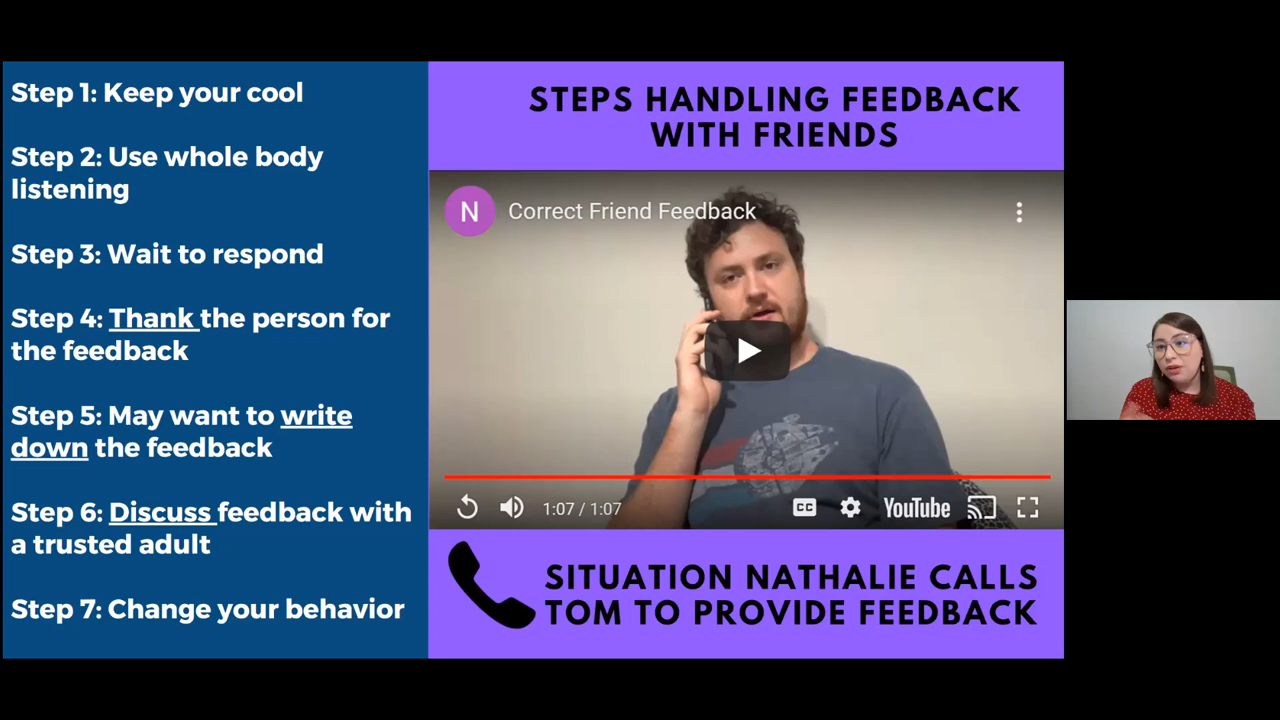 Step 1: Keep your cool
Step 2: Use whole body
listening
Step 3: Wait to respond
Step 4: Thank the person for
the feedback
Step 5: May want to write
down the feedback
Step 6: Discuss feedback with
a trusted adult
Step 7: Change your behavior
STEPS HANDLING FEEDBACK
WITH FRIENDS
N Correct Friend Feedback
1:07 / 1:07 CC YouTube
SITUATION NATHALIE CALLS
TOM TO PROVIDE FEEDBACK